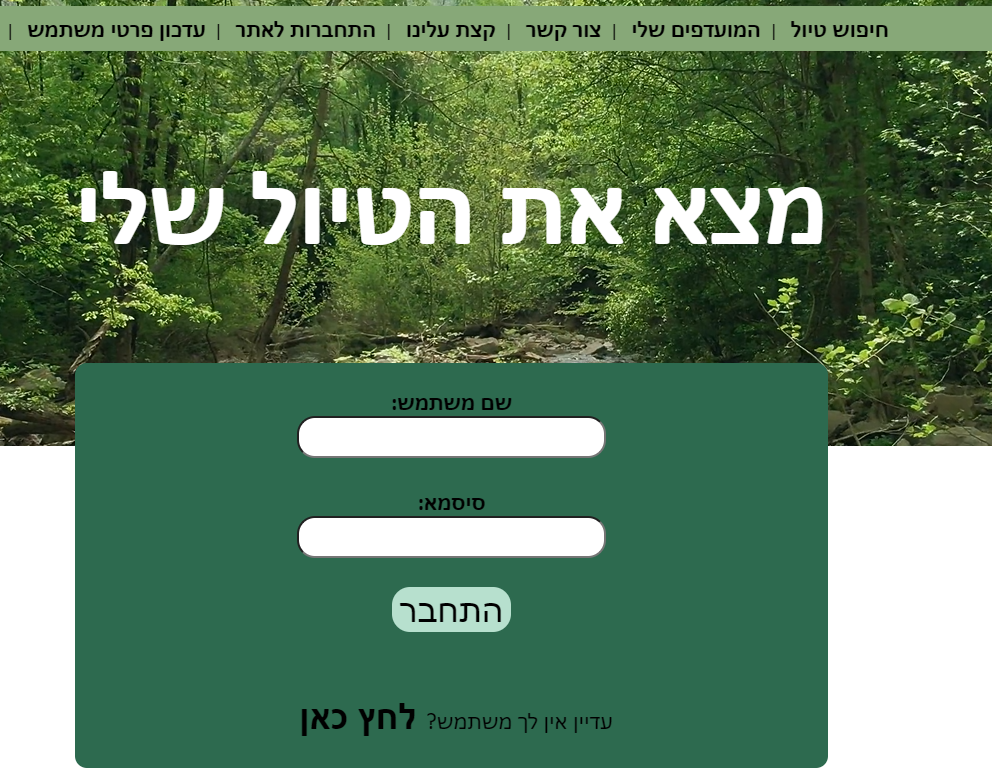 חיפוש טיול | המועדפים שלי | צור קשר | קצת עלינו | התחברות לאתר | עדכון פרטי משתמש |
מצא את הטיול שלי
שם משתמש:
סיסמא:
התחבר
עדיין אין לך משתמש? לחץ כאן